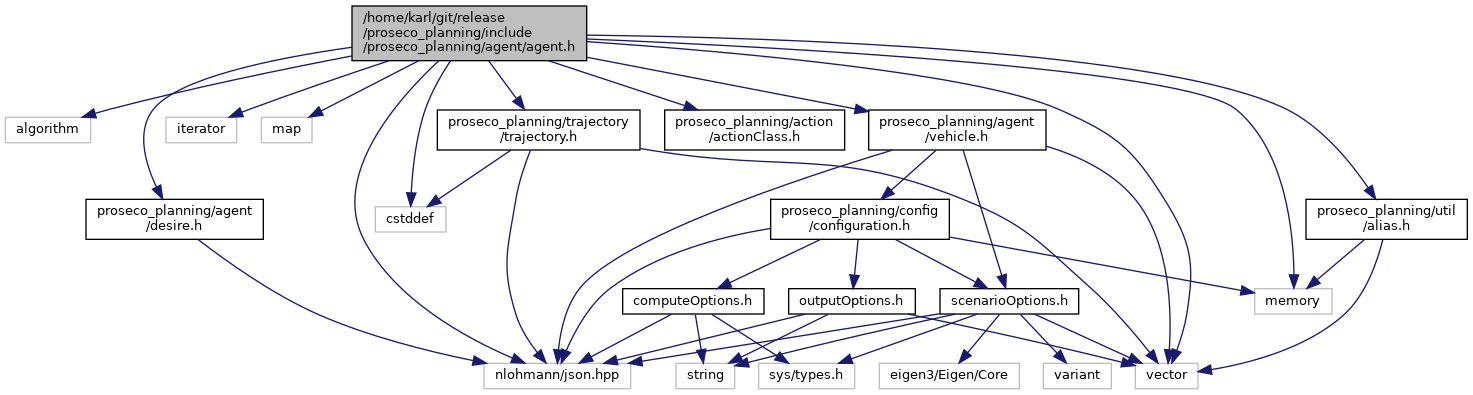 /home/karl/git/release
/proseco_planning/include
/proseco_planning/agent/agent.h
algorithm
iterator
map
proseco_planning/trajectory
/trajectory.h
proseco_planning/action
/actionClass.h
proseco_planning/agent
/vehicle.h
proseco_planning/agent
/desire.h
cstddef
proseco_planning/config
/configuration.h
proseco_planning/util
/alias.h
computeOptions.h
outputOptions.h
scenarioOptions.h
memory
nlohmann/json.hpp
string
sys/types.h
eigen3/Eigen/Core
variant
vector